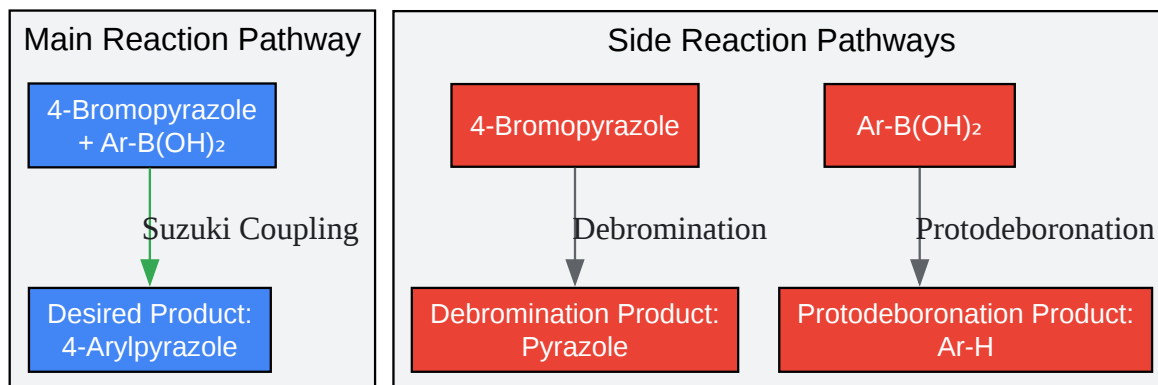 Main Reaction Pathway
4-Bromopyrazole
+ Ar-B(OH)₂
Suzuki Coupling
Desired Product:
4-Arylpyrazole
Side Reaction Pathways
4-Bromopyrazole
Debromination
Debromination Product:
Pyrazole
Ar-B(OH)₂
Protodeboronation
Protodeboronation Product:
Ar-H